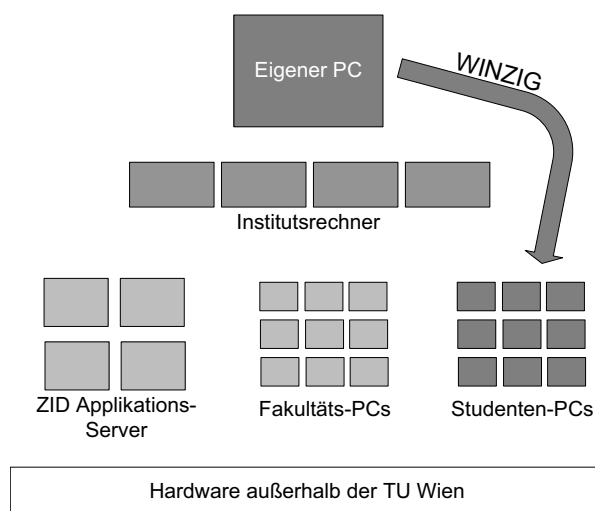 Eigener PC
WINZIG
Institutsrechner
ZID Applikations-
Server
Fakultäts-PCs
Studenten-PCs
Hardware außerhalb der TU Wien